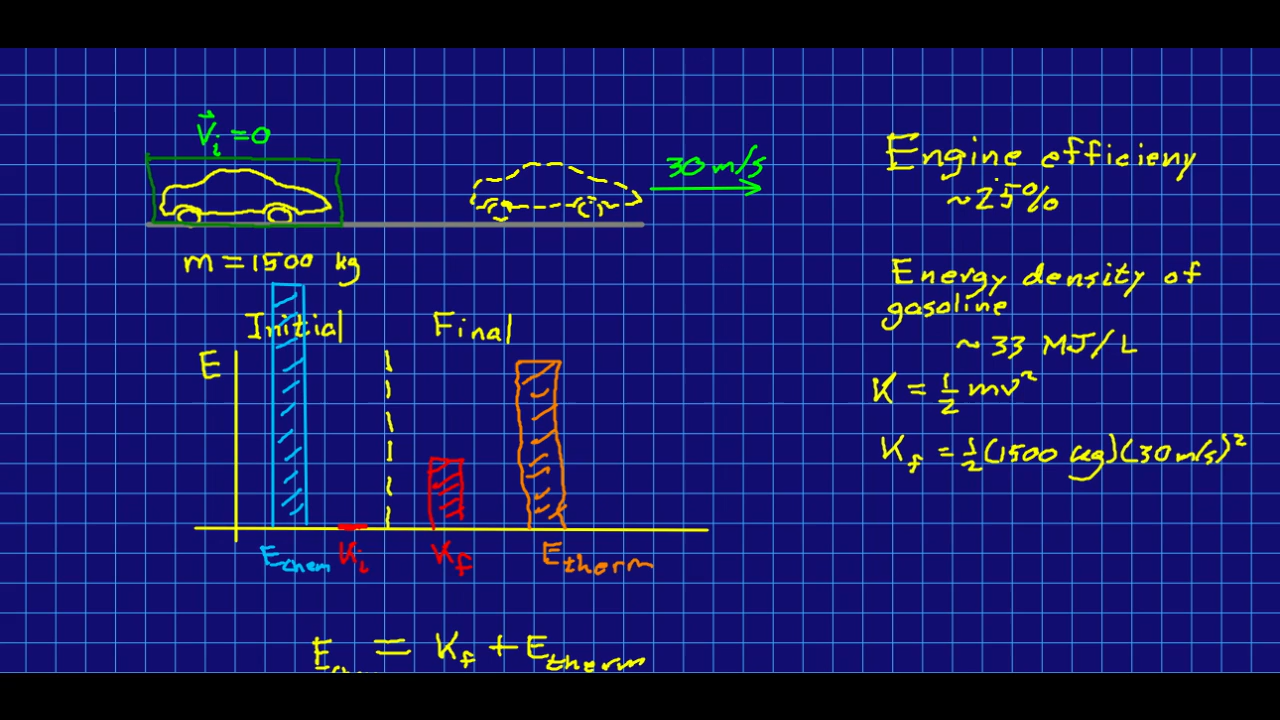 V⃗i = 0
30 m/s
m = 1500 kg
Initial
Final
E
Echem
Ki
Kf
Etherm
Echem = Kf + Etherm
Engine efficieny
~25%
Energy density of
gasoline
~ 33 MJ/L
K = ½ mv²
Kf = ½ (1500 kg)(30 m/s)²